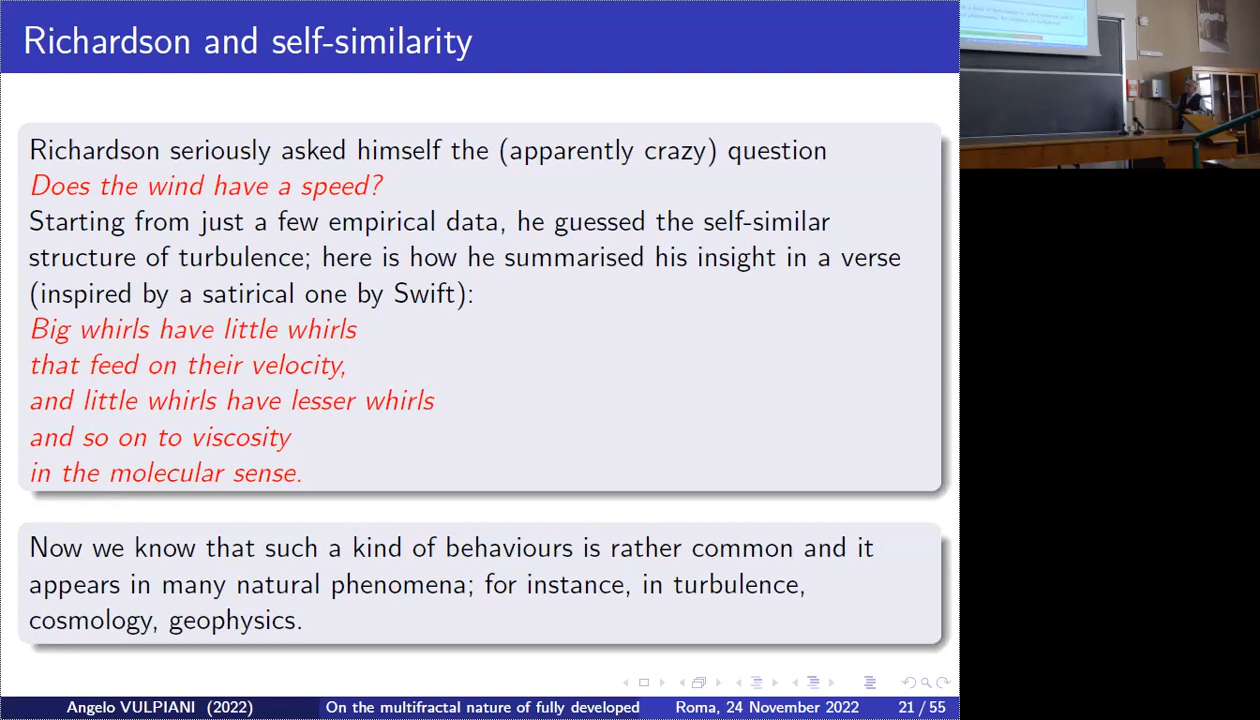 Richardson and self-similarity
Richardson seriously asked himself the (apparently crazy) question
Does the wind have a speed?
Starting from just a few empirical data, he guessed the self-similar
structure of turbulence; here is how he summarised his insight in a verse
(inspired by a satirical one by Swift):
Big whirls have little whirls
that feed on their velocity,
and little whirls have lesser whirls
and so on to viscosity
in the molecular sense.
Now we know that such a kind of behaviours is rather common and it
appears in many natural phenomena; for instance, in turbulence,
cosmology, geophysics.
Angelo VULPIANI (2022) On the multifractal nature of fully developed Roma, 24 November 2022 21 / 55